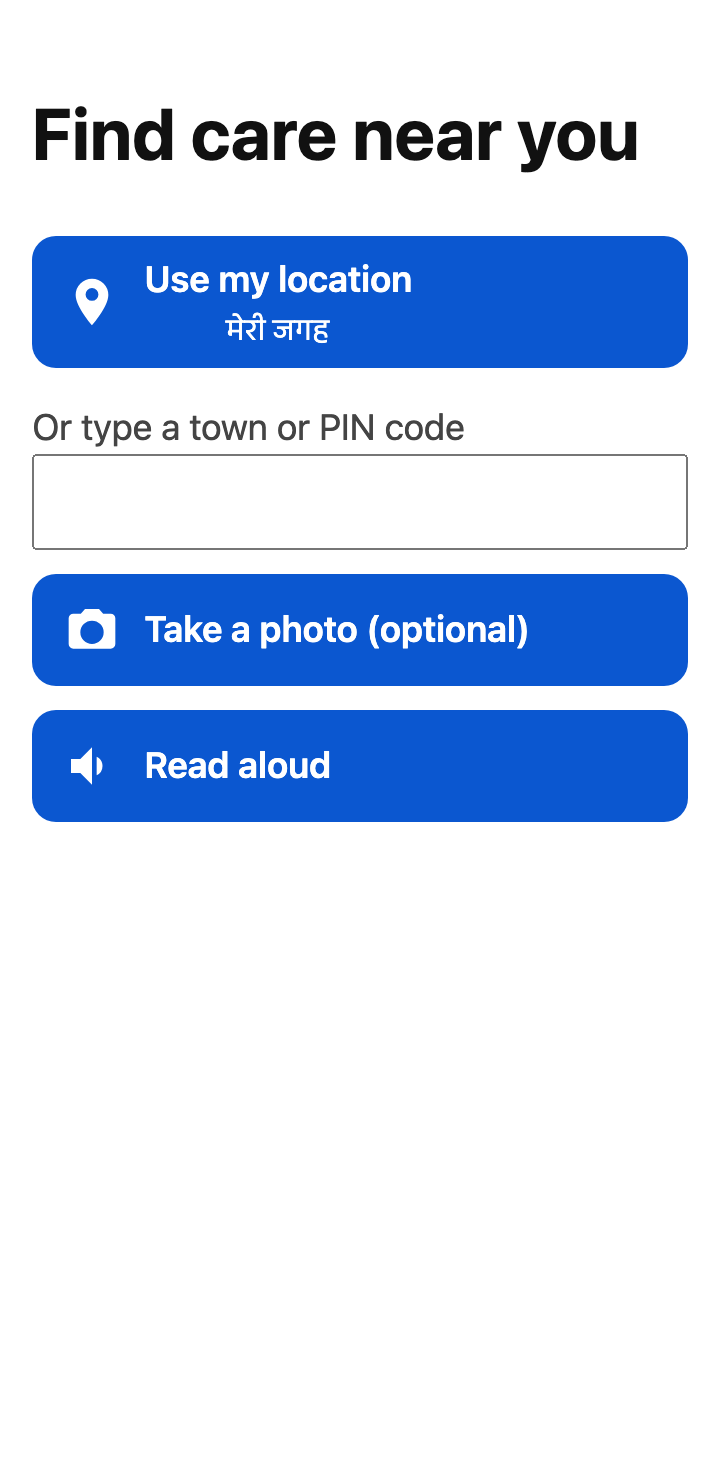 Find care near you
Use my location
मेरी जगह
Or type a town or PIN code
Take a photo (optional)
Read aloud